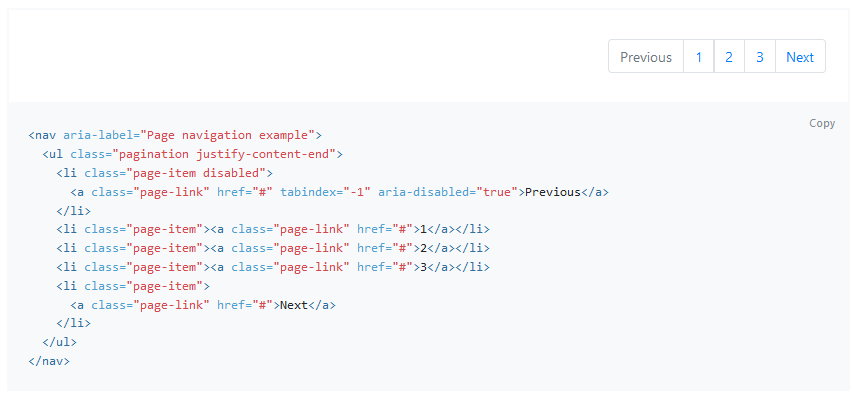 Previous 1 2 3 Next
Copy
<nav aria-label="Page navigation example">
  <ul class="pagination justify-content-end">
    <li class="page-item disabled">
      <a class="page-link" href="#" tabindex="-1" aria-disabled="true">Previous</a>
    </li>
    <li class="page-item"><a class="page-link" href="#">1</a></li>
    <li class="page-item"><a class="page-link" href="#">2</a></li>
    <li class="page-item"><a class="page-link" href="#">3</a></li>
    <li class="page-item">
      <a class="page-link" href="#">Next</a>
    </li>
  </ul>
</nav>